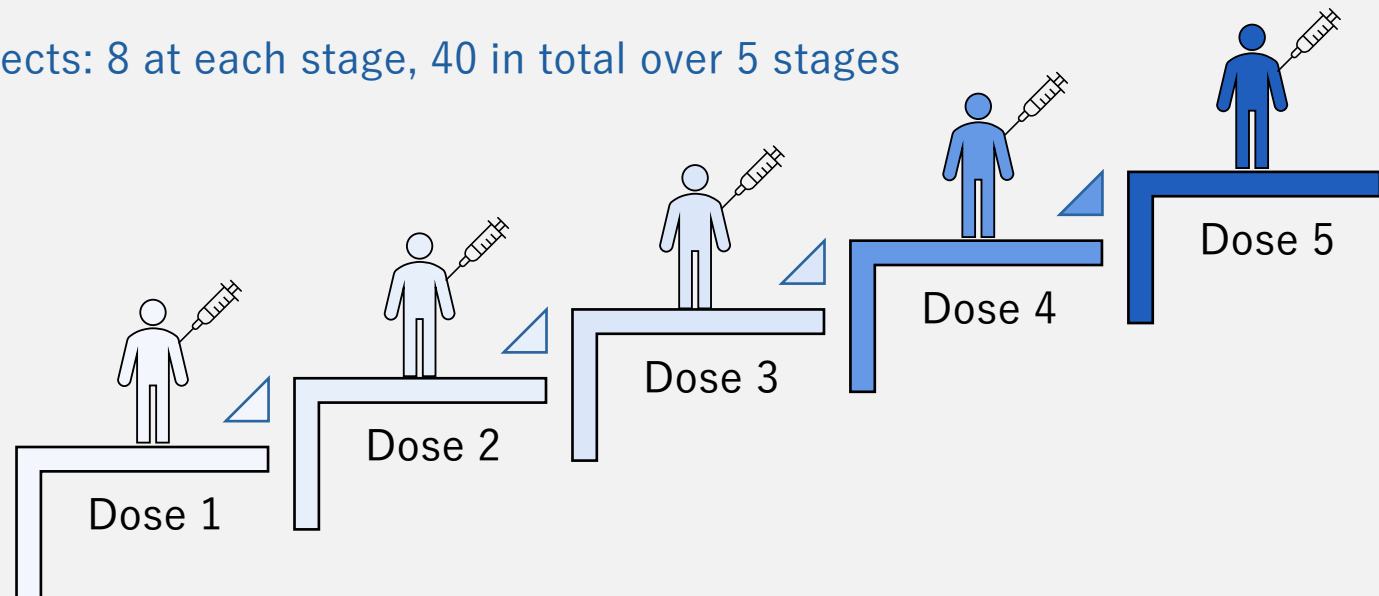 ects: 8 at each stage, 40 in total over 5 stages
Dose 5
Dose 4
Dose 3
Dose 2
Dose 1